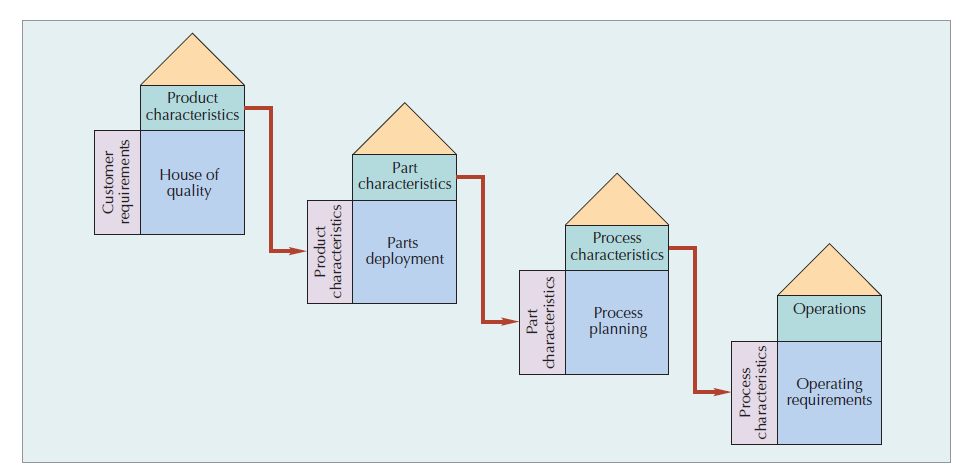 Product
characteristics
Customer
requirements
House of
quality
Part
characteristics
Product
characteristics
Parts
deployment
Process
characteristics
Part
characteristics
Process
planning
Operations
Process
characteristics
Operating
requirements